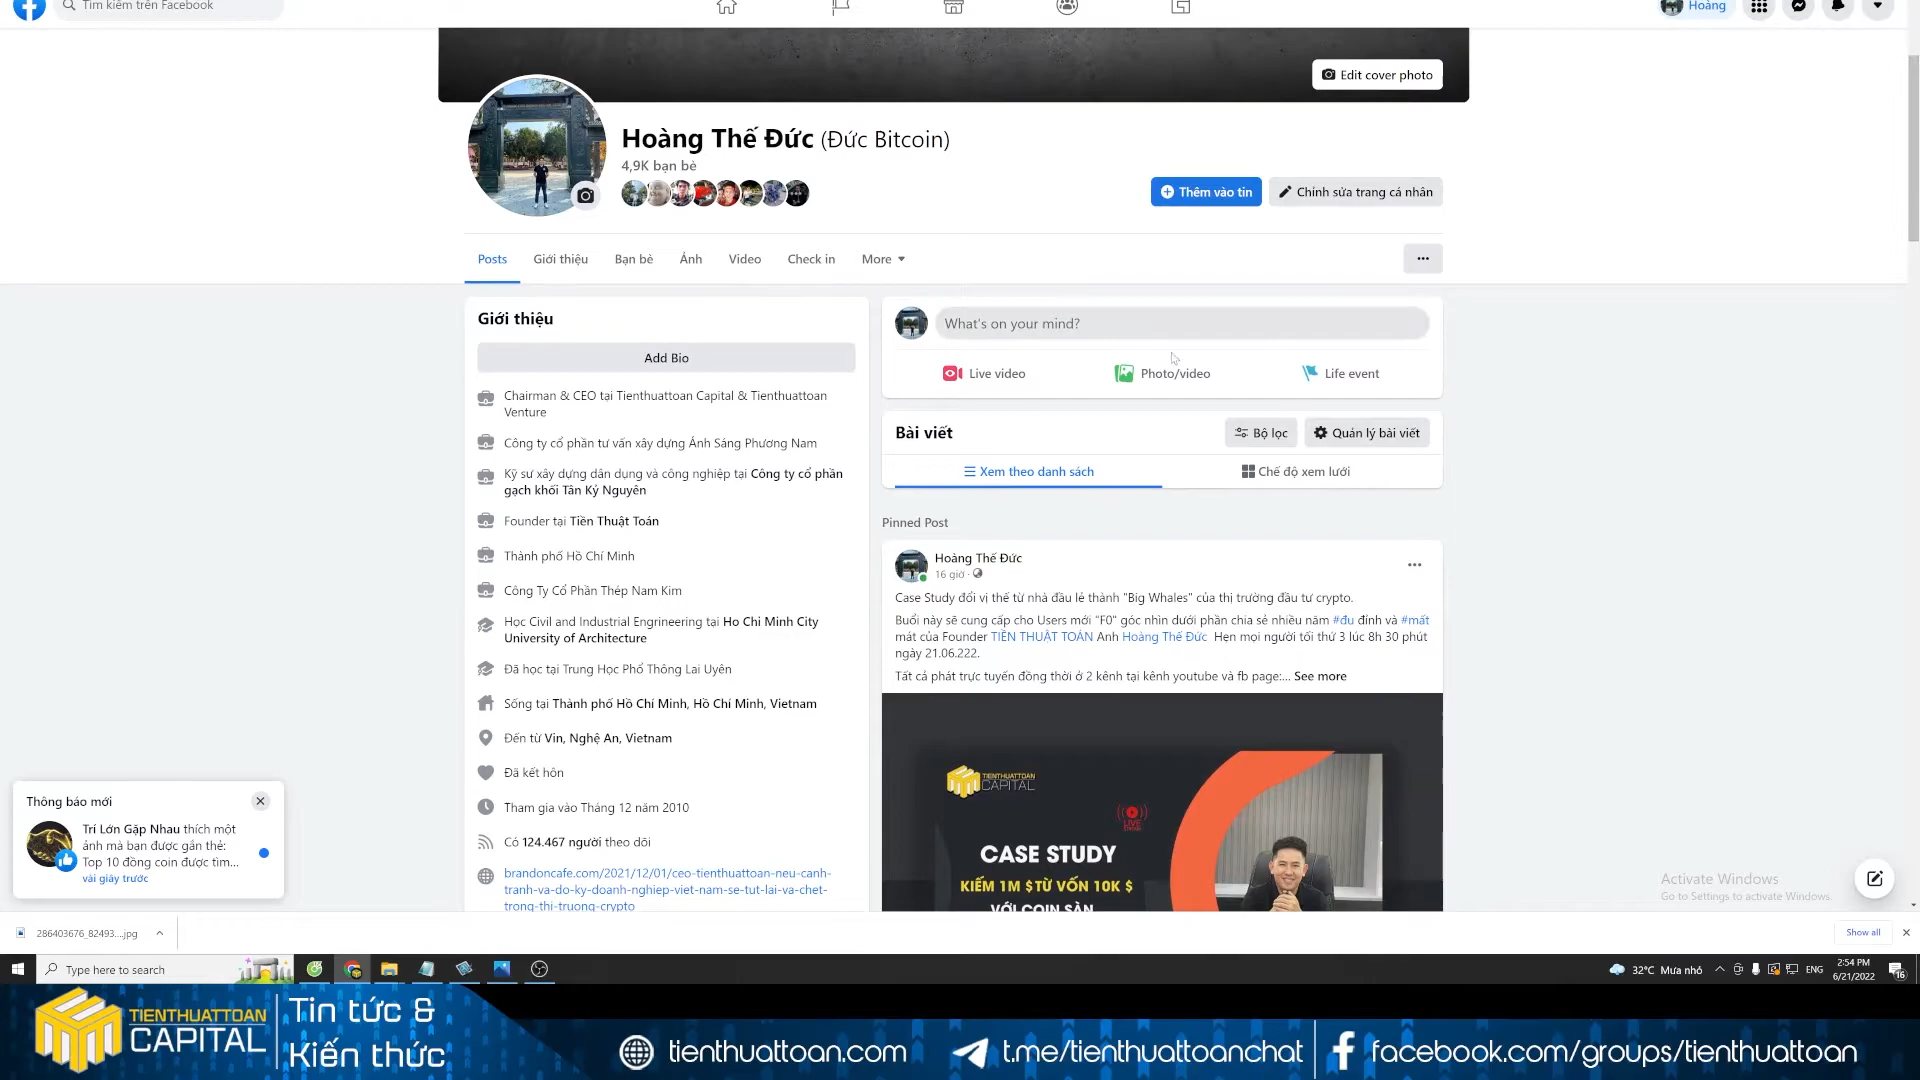 Tìm kiếm trên Facebook
Hoàng
Edit cover photo
Hoàng Thế Đức (Đức Bitcoin)
4,9K bạn bè
Thêm vào tin
Chỉnh sửa trang cá nhân
Posts
Giới thiệu
Bạn bè
Ảnh
Video
Check in
More
Giới thiệu
Add Bio
Chairman & CEO tại Tienthuattoan Capital & Tienthuattoan
Venture
Công ty cổ phần tư vấn xây dựng Ánh Sáng Phương Nam
Kỹ sư xây dựng dân dụng và công nghiệp tại Công ty cổ phần
gạch khối Tân Kỷ Nguyên
Founder tại Tiền Thuật Toán
Thành phố Hồ Chí Minh
Công Ty Cổ Phần Thép Nam Kim
Học Civil and Industrial Engrineering tại Ho Chi Minh City
University of Architecture
Đã học tại Trung Học Phổ Thông Lai Uyên
Sống tại Thành phố Hồ Chí Minh, Hồ Chí Minh, Vietnam
Đến từ Vin, Nghệ An, Vietnam
Đã kết hôn
Tham gia vào Tháng 12 năm 2010
Có 124.467 người theo dõi
brandoncafe.com/2021/12/01/ceo-tienthuattoan-neu-canh-
tranh-va-do-ky-doanh-nghiep-viet-nam-se-tut-lai-va-chet-
trong-thi-truong-crypto
What's on your mind?
Live video
Photo/video
Life event
Bài viết
Bộ lọc
Quản lý bài viết
Xem theo danh sách
Chế độ xem lưới
Pinned Post
Hoàng Thế Đức
16 giờ ·
Case Study đổi vị thế từ nhà đầu lẻ thành "Big Whales" của thị trường đầu tư crypto.
Buổi này sẽ cung cấp cho Users mới "F0" góc nhìn dưới phần chia sẻ nhiều năm #đu đỉnh và #mất
mát của Founder TIỀN THUẬT TOÁN Anh Hoàng Thế Đức Hẹn mọi người tối thứ 3 lúc 8h 30 phút
ngày 21.06.222.
Tất cả phát trực tuyến đồng thời ở 2 kênh tại kênh youtube và fb page:... See more
TIENTHUATTOAN
CAPITAL
LIVE
CASE STUDY
KIẾM 1M $ TỪ VỐN 10K $
VỚI COIN SÀN
Thông báo mới
Trí Lớn Gặp Nhau thích một
ảnh mà bạn được gắn thẻ:
Top 10 đồng coin được tìm...
vài giây trước
Activate Windows
Go to Settings to activate Windows.
286403676_82493....jpg
Show all
Type here to search
32°C Mưa nhỏ
ENG
2:54 PM
6/21/2022
16
TIENTHUATTOAN
CAPITAL
Tin tức &
Kiến thức
tienthuattoan.com
t.me/tienthuattoanchat
facebook.com/groups/tienthuattoan